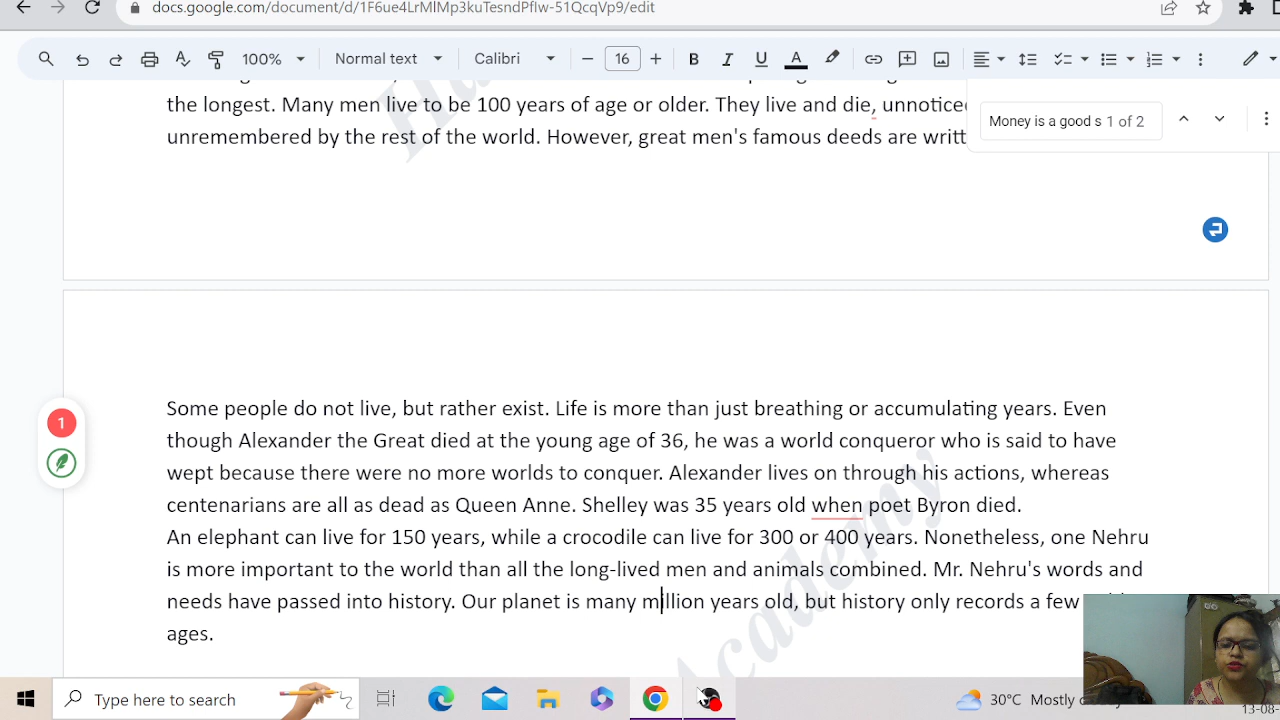 docs.google.com/document/d/1F6ue4LrMlMp3kuTesndPflw-51QcqVp9/edit
100% Normal text Calibri 16 B I U A
the longest. Many men live to be 100 years of age or older. They live and die, unnoticed
Money is a good s 1 of 2
unremembered by the rest of the world. However, great men's famous deeds are writt
1
Some people do not live, but rather exist. Life is more than just breathing or accumulating years. Even
though Alexander the Great died at the young age of 36, he was a world conqueror who is said to have
wept because there were no more worlds to conquer. Alexander lives on through his actions, whereas
centenarians are all as dead as Queen Anne. Shelley was 35 years old when poet Byron died.
An elephant can live for 150 years, while a crocodile can live for 300 or 400 years. Nonetheless, one Nehru
is more important to the world than all the long-lived men and animals combined. Mr. Nehru's words and
needs have passed into history. Our planet is many million years old, but history only records a few
ages.
Academy
Type here to search
30°C Mostly
13-08-